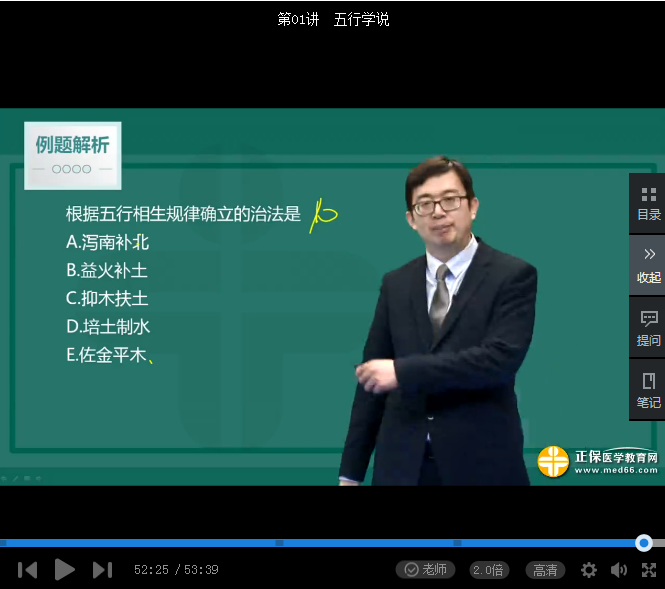 第01讲 五行学说
例题解析
根据五行相生规律确立的治法是 b
A.泻南补北
B.益火补土
C.抑木扶土
D.培土制水
E.佐金平木
目录
收起
提问
笔记
正保医学教育网
www.med66.com
52:25 / 53:39
老师
2.0倍
高清